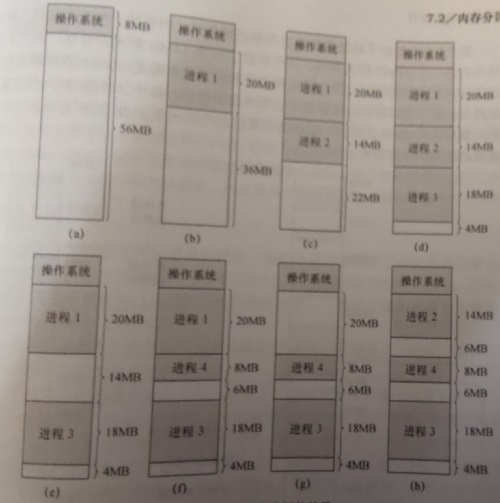 7.2／内存分区
操作系统
8MB
56MB
(a)
操作系统
进程 1
20MB
36MB
(b)
操作系统
进程 1
20MB
进程 2
14MB
22MB
(c)
操作系统
进程 1
20MB
进程 2
14MB
进程 3
18MB
4MB
(d)
操作系统
进程 1
20MB
14MB
进程 3
18MB
4MB
(e)
操作系统
进程 1
20MB
进程 4
8MB
6MB
进程 3
18MB
4MB
(f)
操作系统
20MB
进程 4
8MB
6MB
进程 3
18MB
4MB
(g)
操作系统
进程 2
14MB
6MB
进程 4
8MB
6MB
进程 3
18MB
4MB
(h)